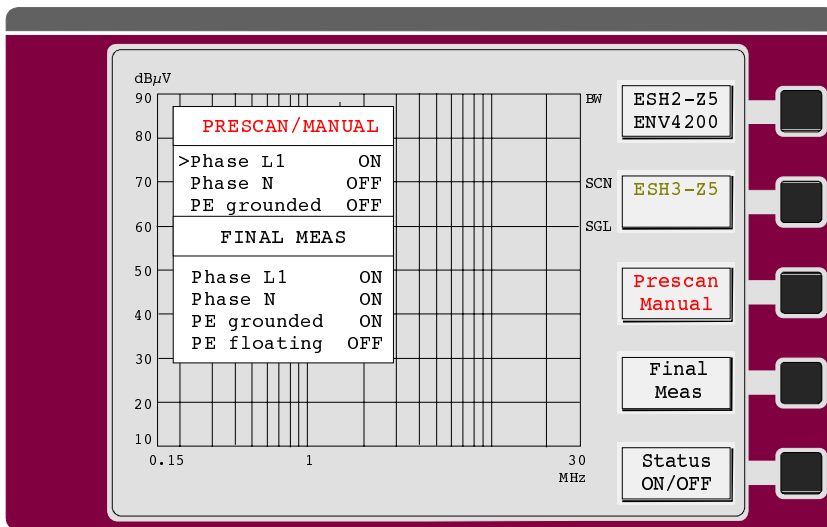 dBµV
90
80
70
60
50
40
30
20
10
0.15
1
30
MHz
PRESCAN/MANUAL
>Phase L1 ON
Phase N OFF
PE grounded OFF
FINAL MEAS
Phase L1 ON
Phase N ON
PE grounded ON
PE floating OFF
BW
SCN
SGL
ESH2-Z5
ENV4200
ESH3-Z5
Prescan
Manual
Final
Meas
Status
ON/OFF